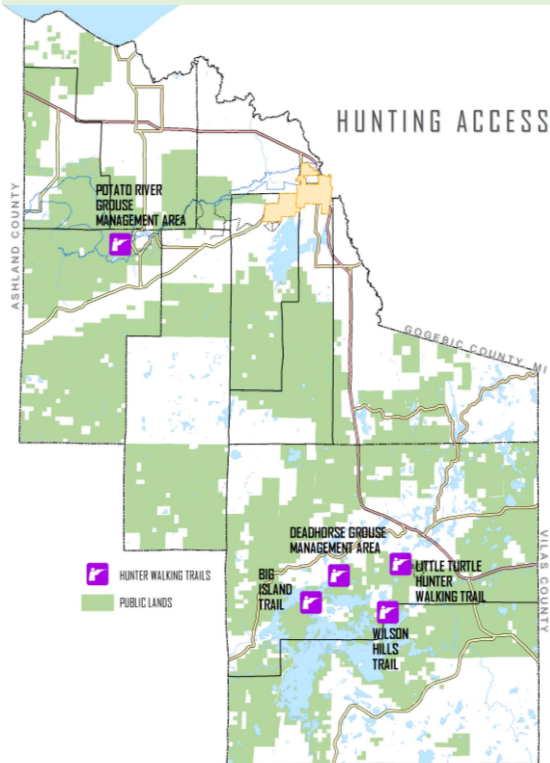 HUNTING ACCESS
POTATO RIVER
GROUSE
MANAGEMENT AREA
ASHLAND COUNTY
GOGEBIC COUNTY, MI
DEADHORSE GROUSE
MANAGEMENT AREA
LITTLE TURTLE
HUNTER
WALKING TRAIL
BIG
ISLAND
TRAIL
WILSON
HILLS
TRAIL
VILAS COUNTY
HUNTER WALKING TRAILS
PUBLIC LANDS